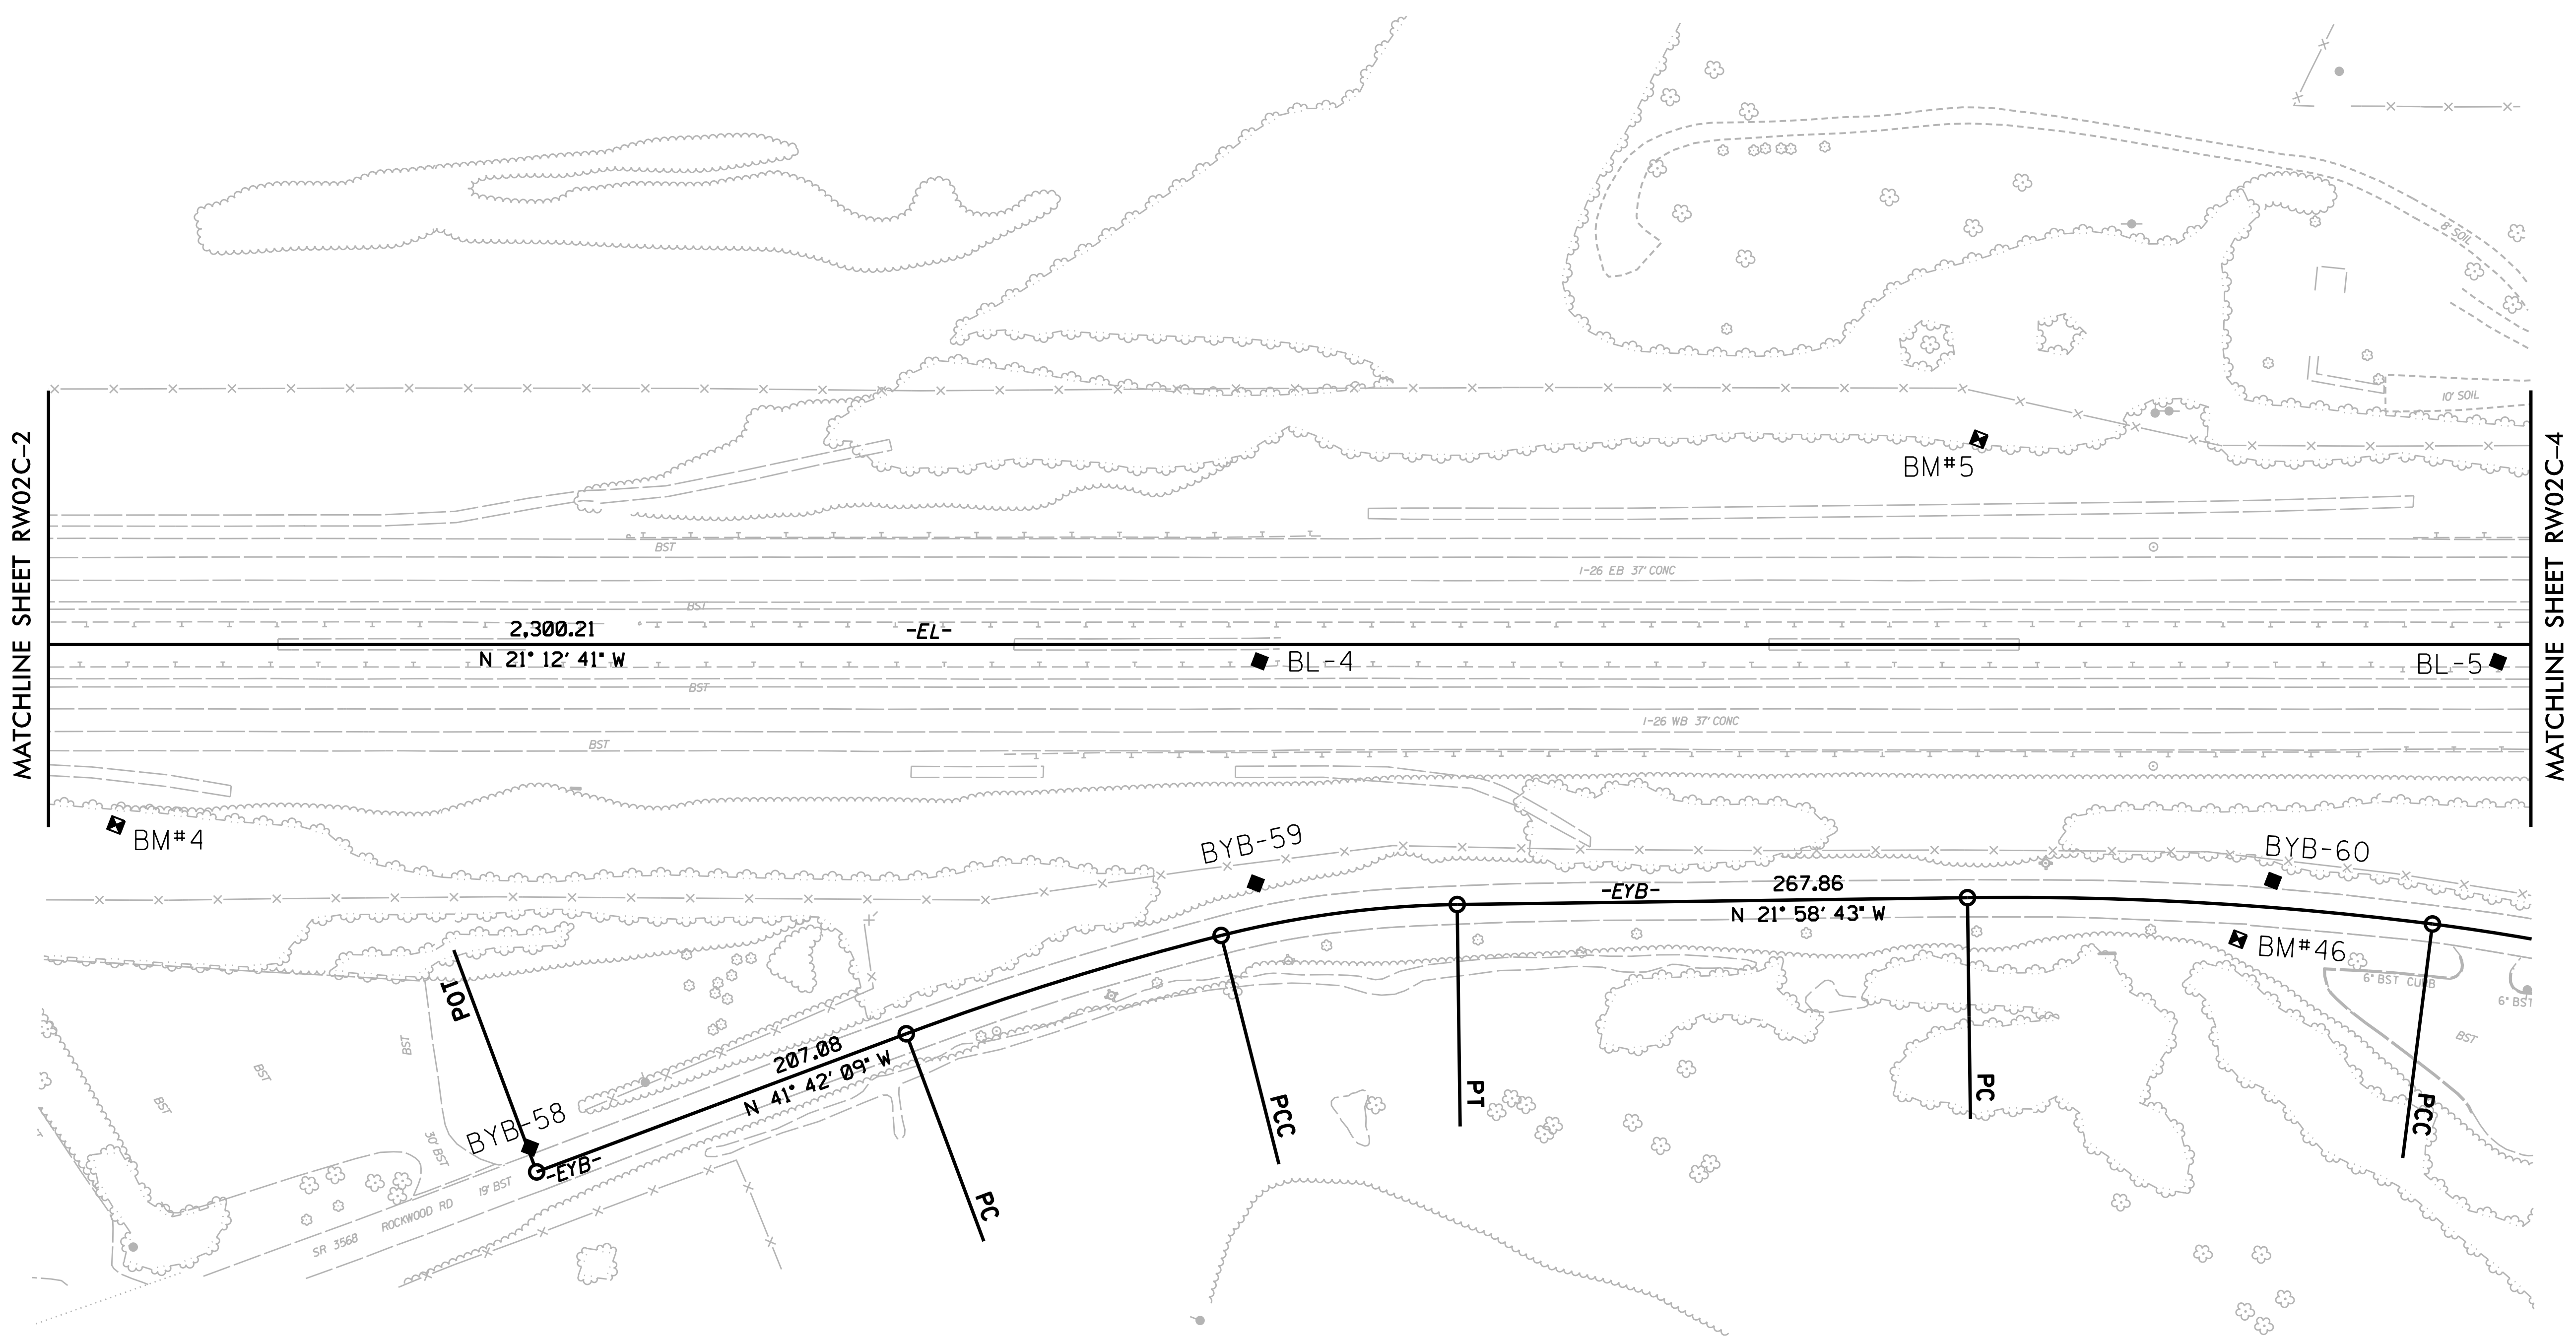 8' SOIL
10' SOIL
MATCHLINE SHEET RW02C-2
MATCHLINE SHEET RW02C-4
BM#5
BST
I-26 EB 37' CONC
BST
2,300.21
-EL-
N 21° 12' 41" W
BL-4
BL-5
BST
I-26 WB 37' CONC
BST
BM#4
BYB-59
BYB-60
-EYB-
267.86
N 21° 58' 43" W
BM#46
6" BST CURB
6" BST
POT
BST
BST
BST
BST
207.08
N 41° 42' 09" W
PCC
PT
PC
PCC
BYB-58
30' BST
-EYB-
19' BST
PC
SR 3568 ROCKWOOD RD